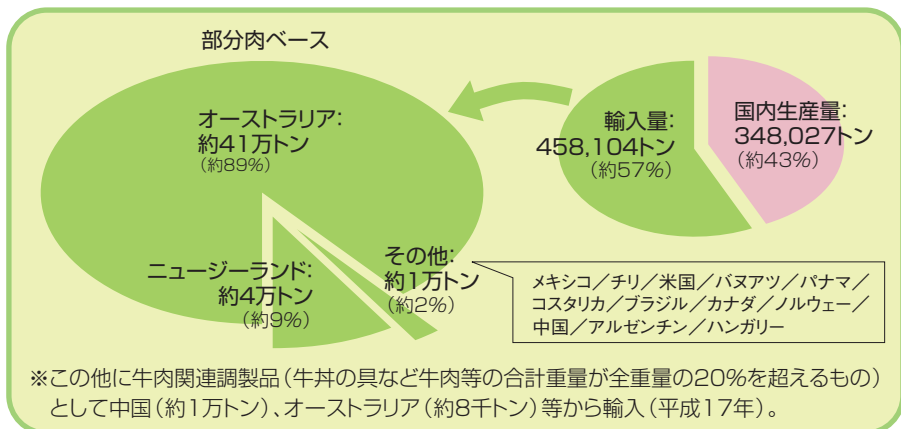 部分肉ベース
オーストラリア:
約41万トン
(約89%)
ニュージーランド:
約4万トン
(約9%)
その他:
約1万トン
(約2%)
輸入量:
458,104トン
(約57%)
国内生産量:
348,027トン
(約43%)
メキシコ/チリ/米国/バヌアツ/パナマ/
コスタリカ/ブラジル/カナダ/ノルウェー/
中国/アルゼンチン/ハンガリー
※この他に牛肉関連調製品(牛丼の具など牛肉等の合計重量が全重量の20%を超えるもの)
として中国(約1万トン)、オーストラリア(約8千トン)等から輸入(平成17年)。